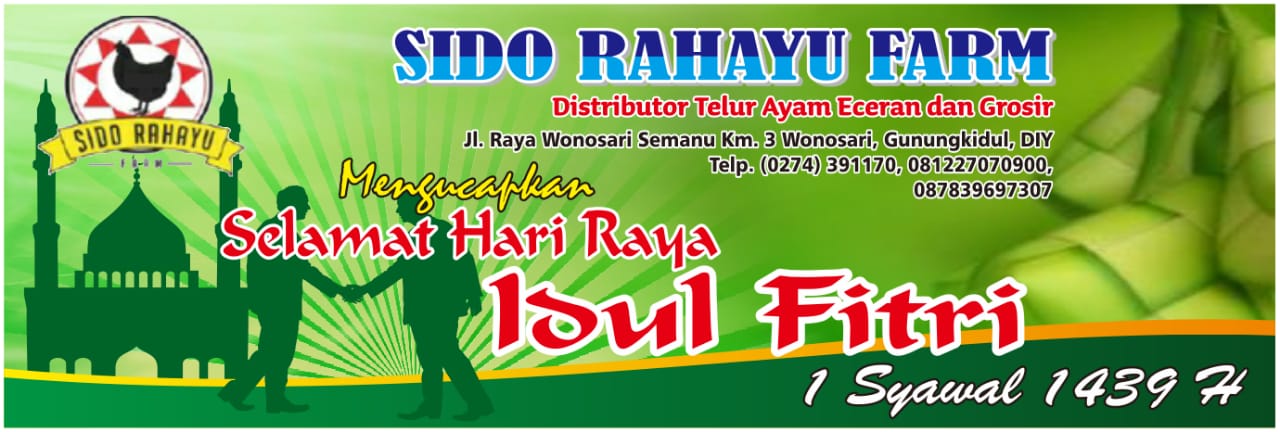 SIDO RAHAYU
FARM
SIDO RAHAYU FARM
Distributor Telur Ayam Eceran dan Grosir
Jl. Raya Wonosari Semanu Km. 3 Wonosari, Gunungkidul, DIY
Telp. (0274) 391170, 081227070900,
087839697307
Mengucapkan
Selamat Hari Raya
Idul Fitri
1 Syawal 1439 H